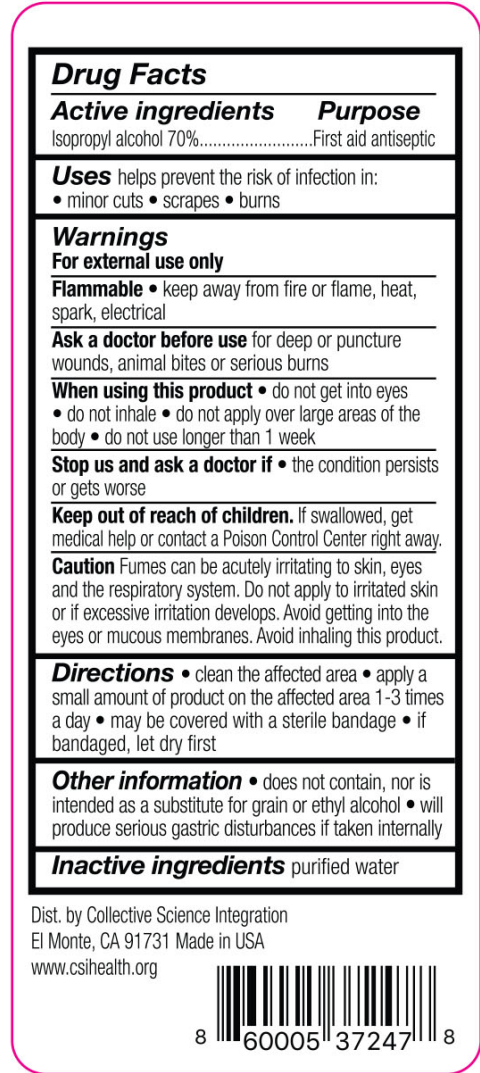 Drug Facts
Active ingredients Purpose
Isopropyl alcohol 70%.........................First aid antiseptic
Uses helps prevent the risk of infection in:
• minor cuts • scrapes • burns
Warnings
For external use only
Flammable • keep away from fire or flame, heat,
spark, electrical
Ask a doctor before use for deep or puncture
wounds, animal bites or serious burns
When using this product • do not get into eyes
• do not inhale • do not apply over large areas of the
body • do not use longer than 1 week
Stop us and ask a doctor if • the condition persists
or gets worse
Keep out of reach of children. If swallowed, get
medical help or contact a Poison Control Center right away.
Caution Fumes can be acutely irritating to skin, eyes
and the respiratory system. Do not apply to irritated skin
or if excessive irritation develops. Avoid getting into the
eyes or mucous membranes. Avoid inhaling this product.
Directions • clean the affected area • apply a
small amount of product on the affected area 1-3 times
a day • may be covered with a sterile bandage • if
bandaged, let dry first
Other information • does not contain, nor is
intended as a substitute for grain or ethyl alcohol • will
produce serious gastric disturbances if taken internally
Inactive ingredients purified water
Dist. by Collective Science Integration
El Monte, CA 91731 Made in USA
www.csihealth.org
8 60005 37247 8